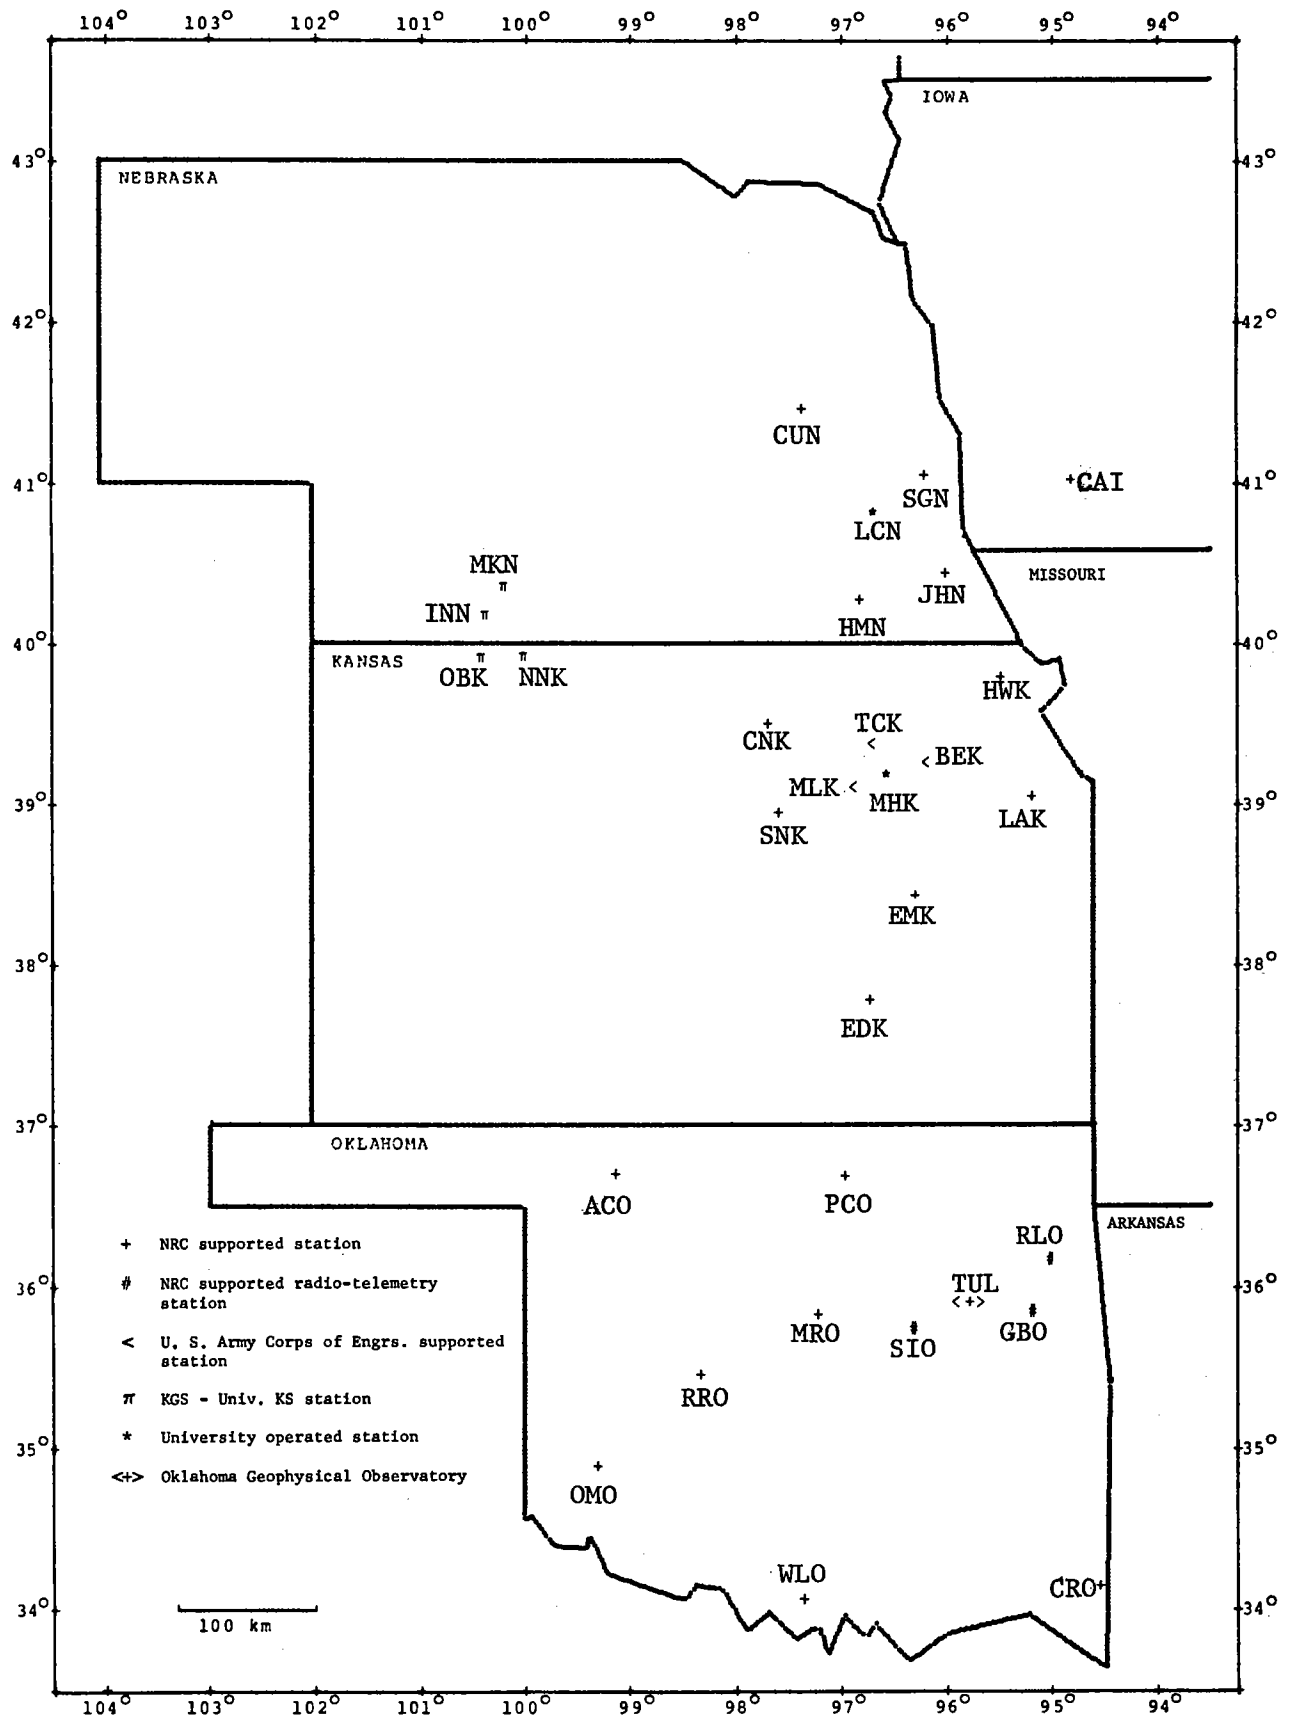 104° 103° 102° 101° 100° 99° 98° 97° 96° 95° 94°
IOWA
43° 43°
NEBRASKA
42° 42°
CUN
41° 41°
SGN
CAI
LCN
MKN
MISSOURI
JHN
INN
HMN
40° 40°
KANSAS
OBK NNK
HWK
TCK
CNK
BEK
MLK
MHK
39° 39°
LAK
SNK
EMK
38° 38°
EDK
37° 37°
OKLAHOMA
ACO PCO
ARKANSAS
RLO
+ NRC supported station
# NRC supported radio-telemetry
station
36° 36°
TUL
<+>
MRO
SIO
GBO
< U. S. Army Corps of Engrs. supported
station
π KGS - Univ. KS station
RRO
* University operated station
35° 35°
<+> Oklahoma Geophysical Observatory
OMO
WLO
CRO
34° 34°
100 km
104° 103° 102° 101° 100° 99° 98° 97° 96° 95° 94°